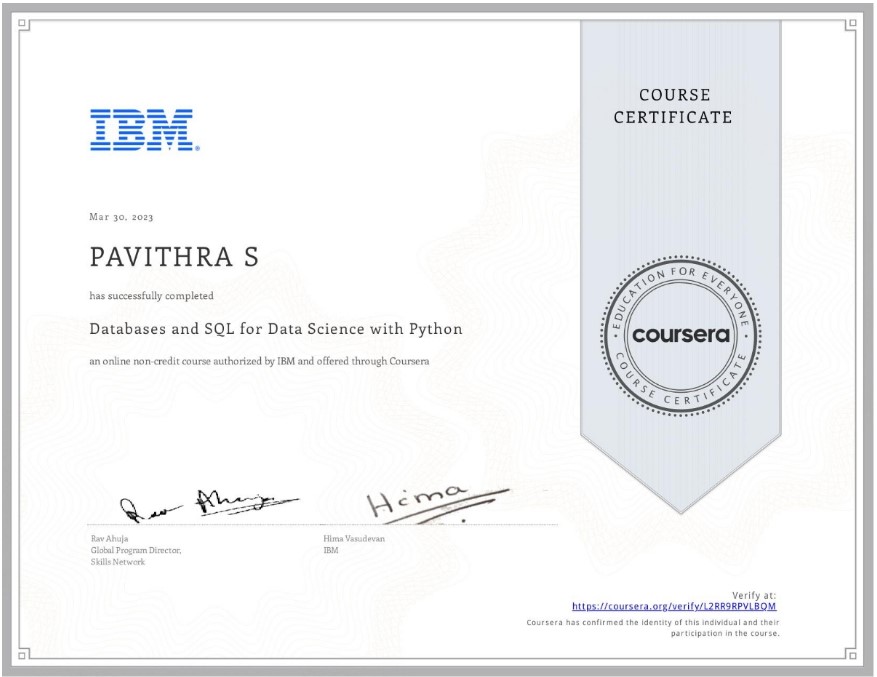 COURSE
CERTIFICATE
IBM®
Mar 30, 2023
PAVITHRA S
has successfully completed
Databases and SQL for Data Science with Python
an online non-credit course authorized by IBM and offered through Coursera
EDUCATION FOR EVERYONE
coursera
COURSE CERTIFICATE
Rav Ahuja
Hima
Rav Ahuja
Global Program Director,
Skills Network
Hima Vasudevan
IBM
Verify at:
https://coursera.org/verify/L2RR9RPVLBQM
Coursera has confirmed the identity of this individual and their
participation in the course.